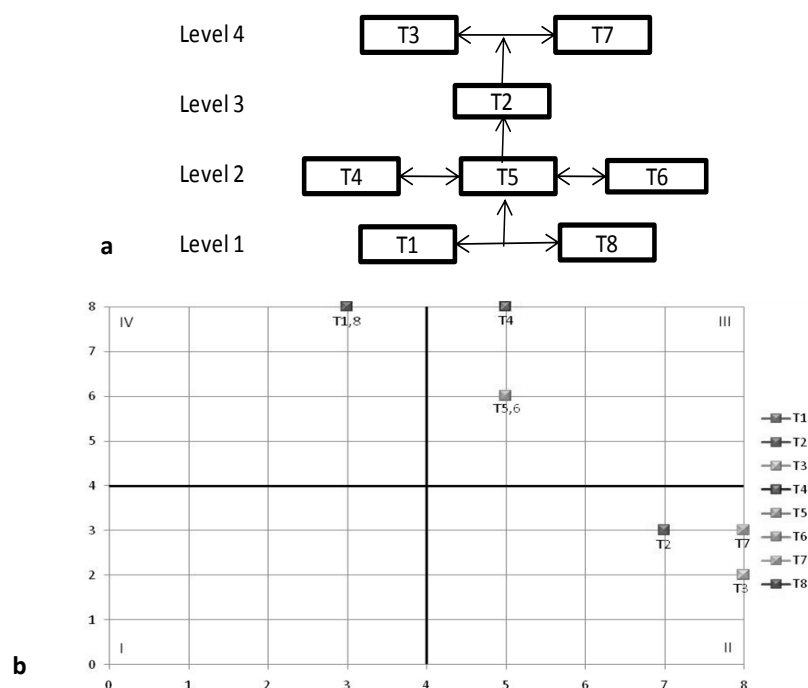 Level 4 T3 T7
Level 3 T2
Level 2 T4 T5 T6
a Level 1 T1 T8
8 IV T1,8 T4 III
7
6 T5,6
5
4
3 T2 T7
2 T3
1
b 0 I II
0 1 2 3 4 5 6 7 8
T1
T2
T3
T4
T5
T6
T7
T8